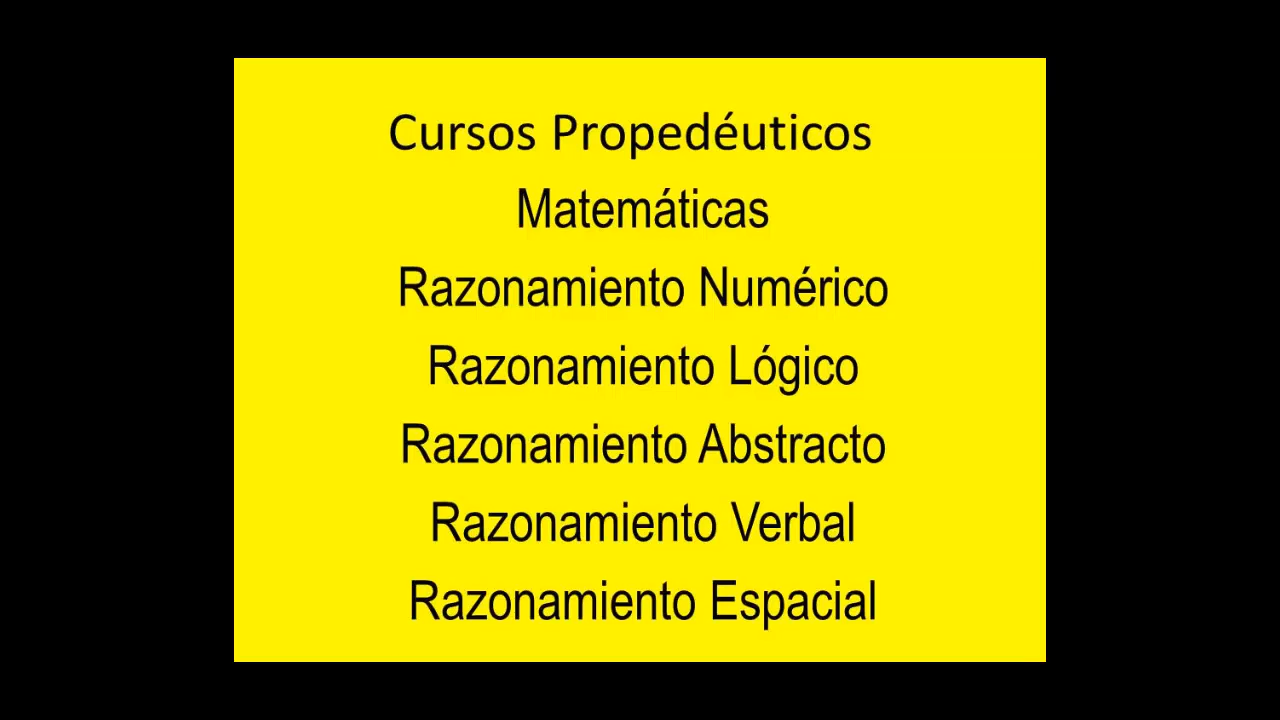 Cursos Propedéuticos
Matemáticas
Razonamiento Numérico
Razonamiento Lógico
Razonamiento Abstracto
Razonamiento Verbal
Razonamiento Espacial